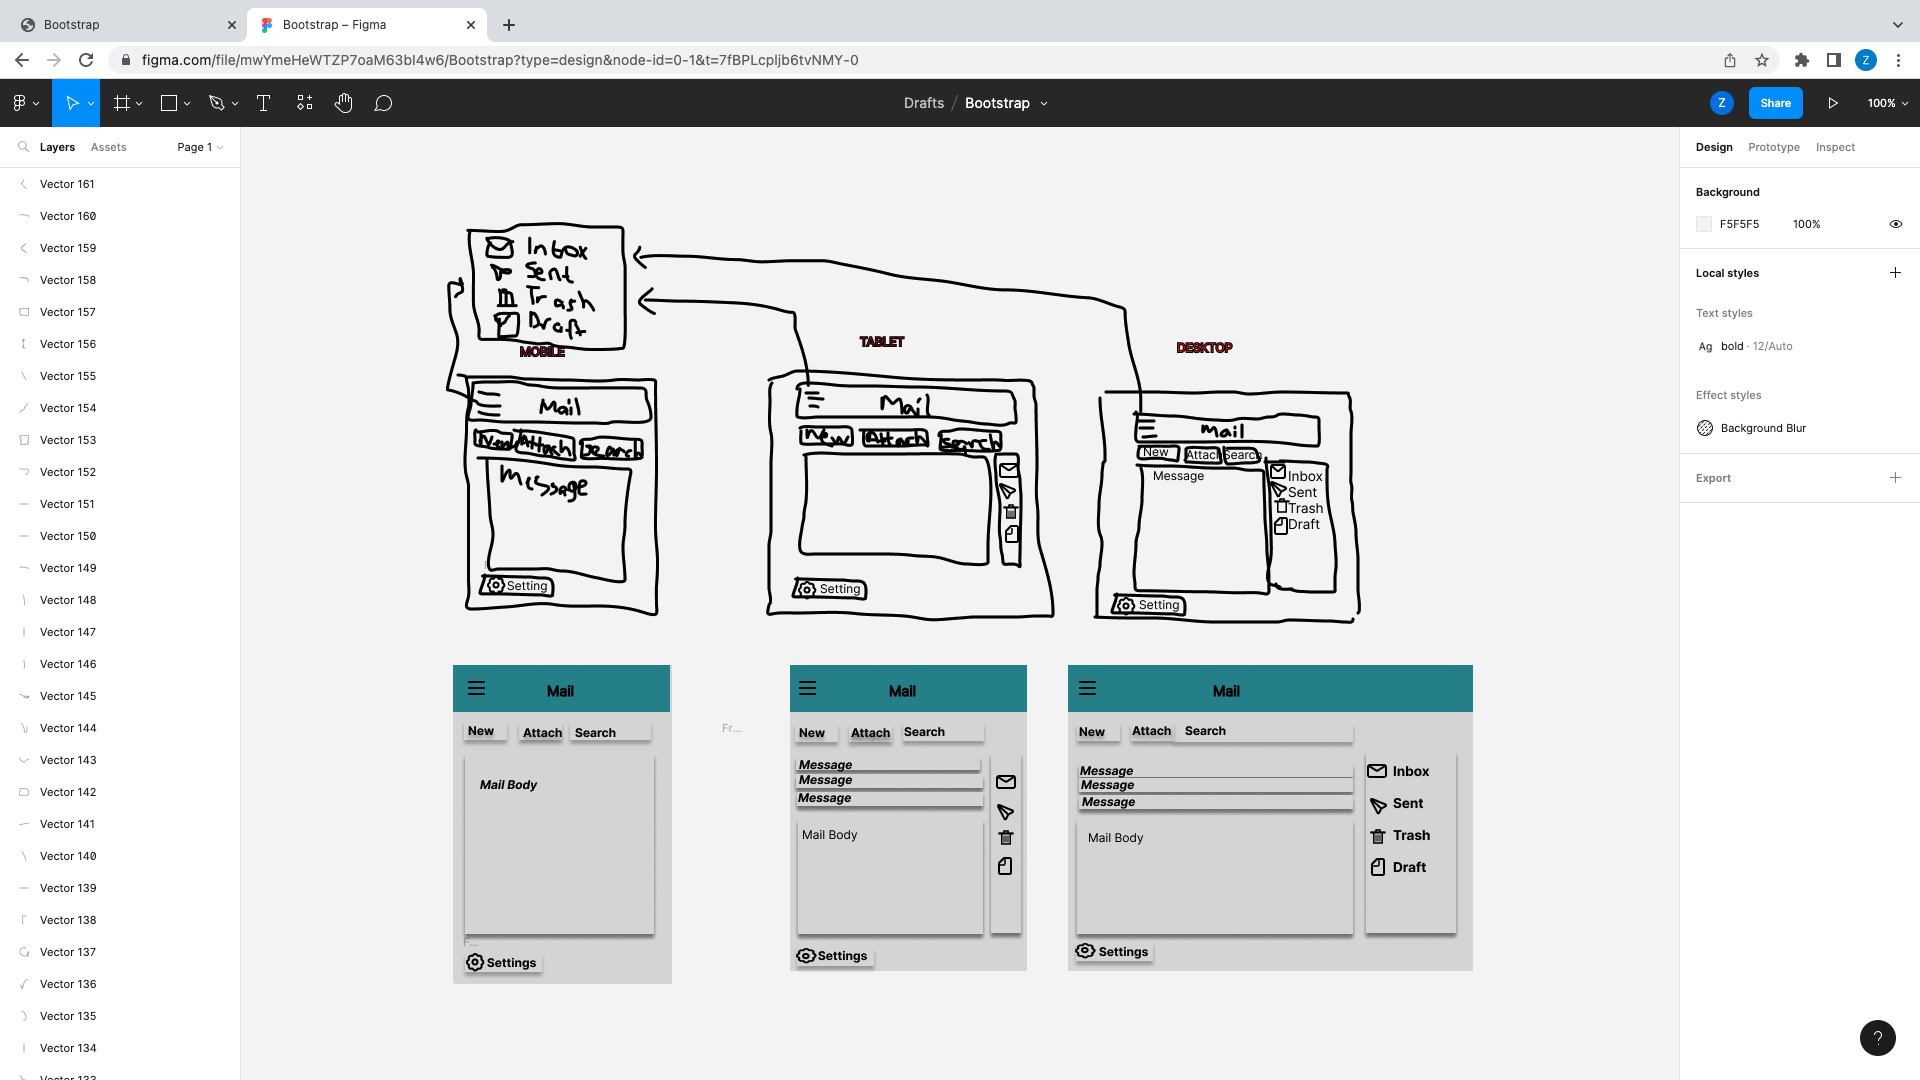 Bootstrap
Bootstrap – Figma
figma.com/file/mwYmeHeWTZP7oaM63bI4w6/Bootstrap?type=design&node-id=0-1&t=7fBPLcpljb6tvNMY-0
Z
Drafts / Bootstrap
Z
Share
100%
Layers
Assets
Page 1
Vector 161
Vector 160
Vector 159
Vector 158
Vector 157
Vector 156
Vector 155
Vector 154
Vector 153
Vector 152
Vector 151
Vector 150
Vector 149
Vector 148
Vector 147
Vector 146
Vector 145
Vector 144
Vector 143
Vector 142
Vector 141
Vector 140
Vector 139
Vector 138
Vector 137
Vector 136
Vector 135
Vector 134
Vector 133
Inbox
Sent
Trash
Draft
MOBILE
TABLET
DESKTOP
Mail
New Attach Search
Message
Setting
Mail
New Attach Search
Setting
Mail
New Attach Search
Message
Inbox
Sent
Trash
Draft
Setting
Mail
New Attach Search
Mail Body
F...
Settings
Fr...
Mail
New Attach Search
Message
Message
Message
Mail Body
Settings
Mail
New Attach Search
Message
Message
Message
Mail Body
Inbox
Sent
Trash
Draft
Settings
Design
Prototype
Inspect
Background
F5F5F5
100%
Local styles
Text styles
Ag bold · 12/Auto
Effect styles
Background Blur
Export
?